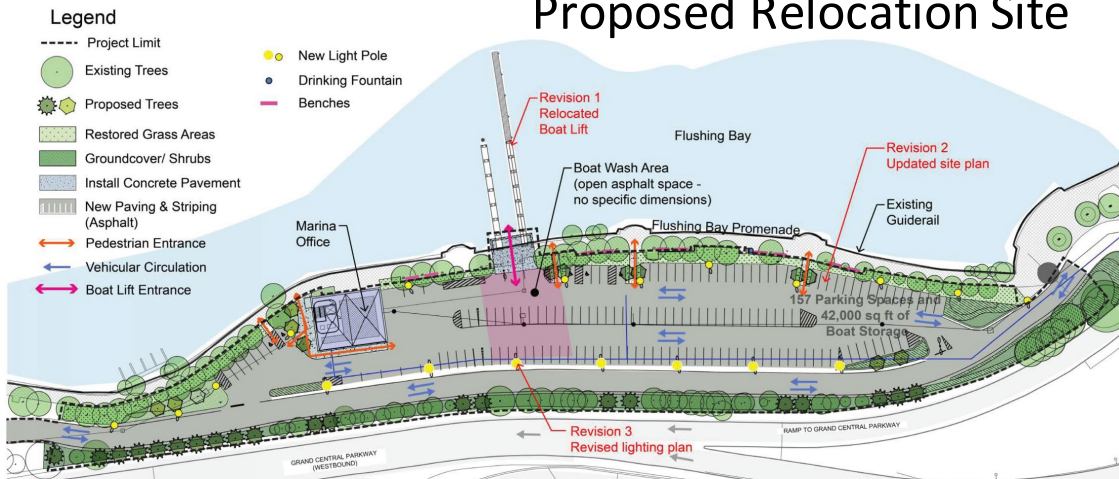 Proposed Relocation Site
Legend
Project Limit
Existing Trees
Proposed Trees
Restored Grass Areas
Groundcover/ Shrubs
Install Concrete Pavement
New Paving & Striping
(Asphalt)
Pedestrian Entrance
Vehicular Circulation
Boat Lift Entrance
New Light Pole
Drinking Fountain
Benches
Revision 1
Relocated
Boat Lift
Flushing Bay
Revision 2
Updated site plan
Boat Wash Area
(open asphalt space -
no specific dimensions)
Existing
Guiderail
Marina
Office
Flushing Bay Promenade
157 Parking Spaces and
42,000 sq ft of
Boat Storage
Revision 3
Revised lighting plan
RAMP TO GRAND CENTRAL PARKWAY
GRAND CENTRAL PARKWAY
(WESTBOUND)